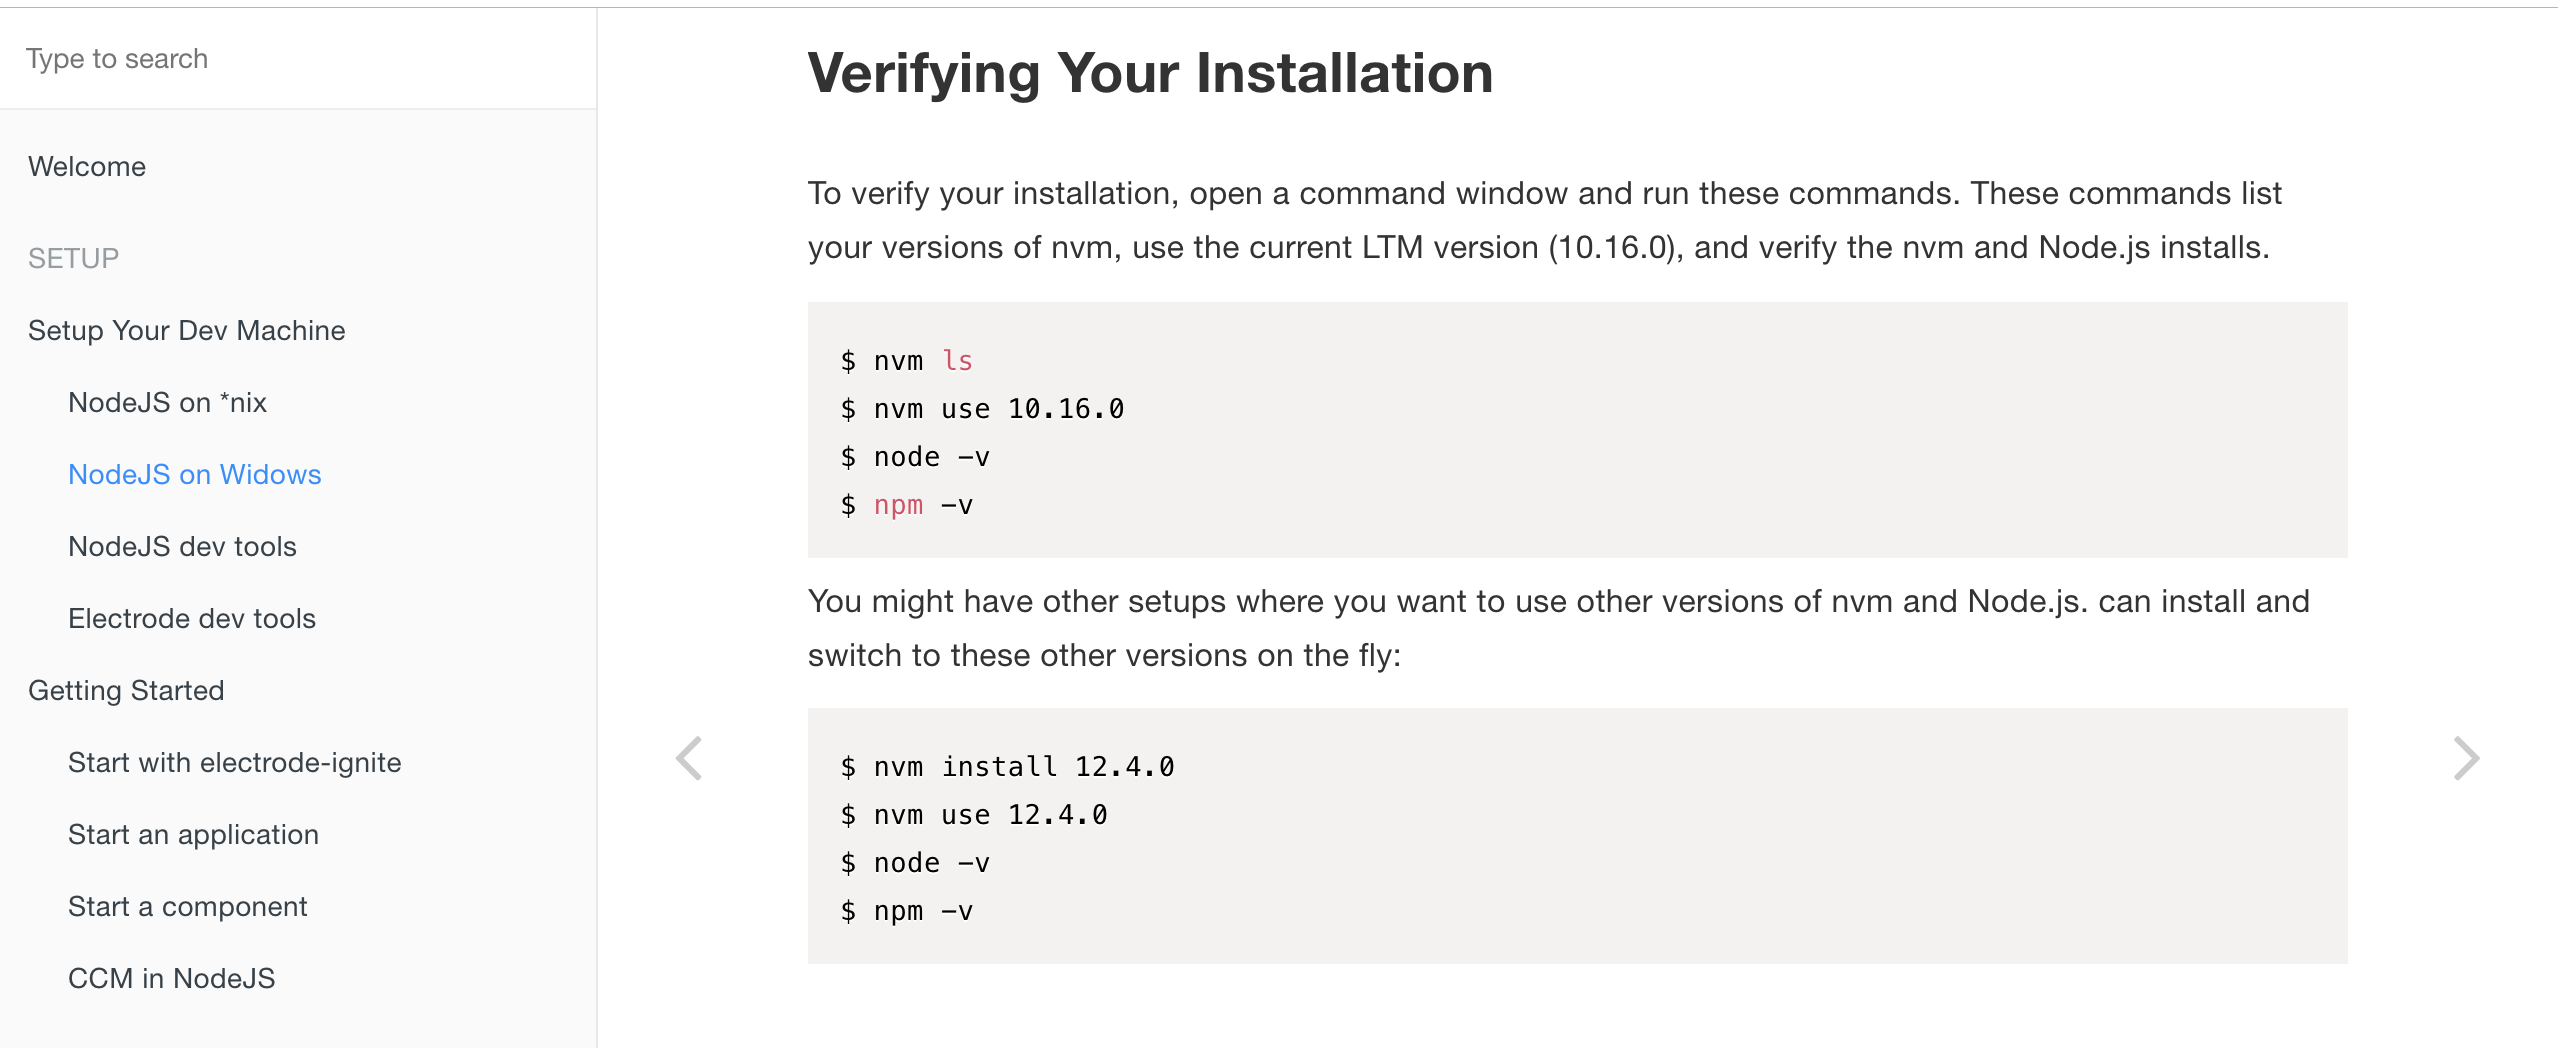 Type to search
Welcome
SETUP
Setup Your Dev Machine
NodeJS on *nix
NodeJS on Widows
NodeJS dev tools
Electrode dev tools
Getting Started
Start with electrode-ignite
Start an application
Start a component
CCM in NodeJS
Verifying Your Installation
To verify your installation, open a command window and run these commands. These commands list
your versions of nvm, use the current LTM version (10.16.0), and verify the nvm and Node.js installs.
$ nvm ls
$ nvm use 10.16.0
$ node -v
$ npm -v
You might have other setups where you want to use other versions of nvm and Node.js. can install and
switch to these other versions on the fly:
$ nvm install 12.4.0
$ nvm use 12.4.0
$ node -v
$ npm -v